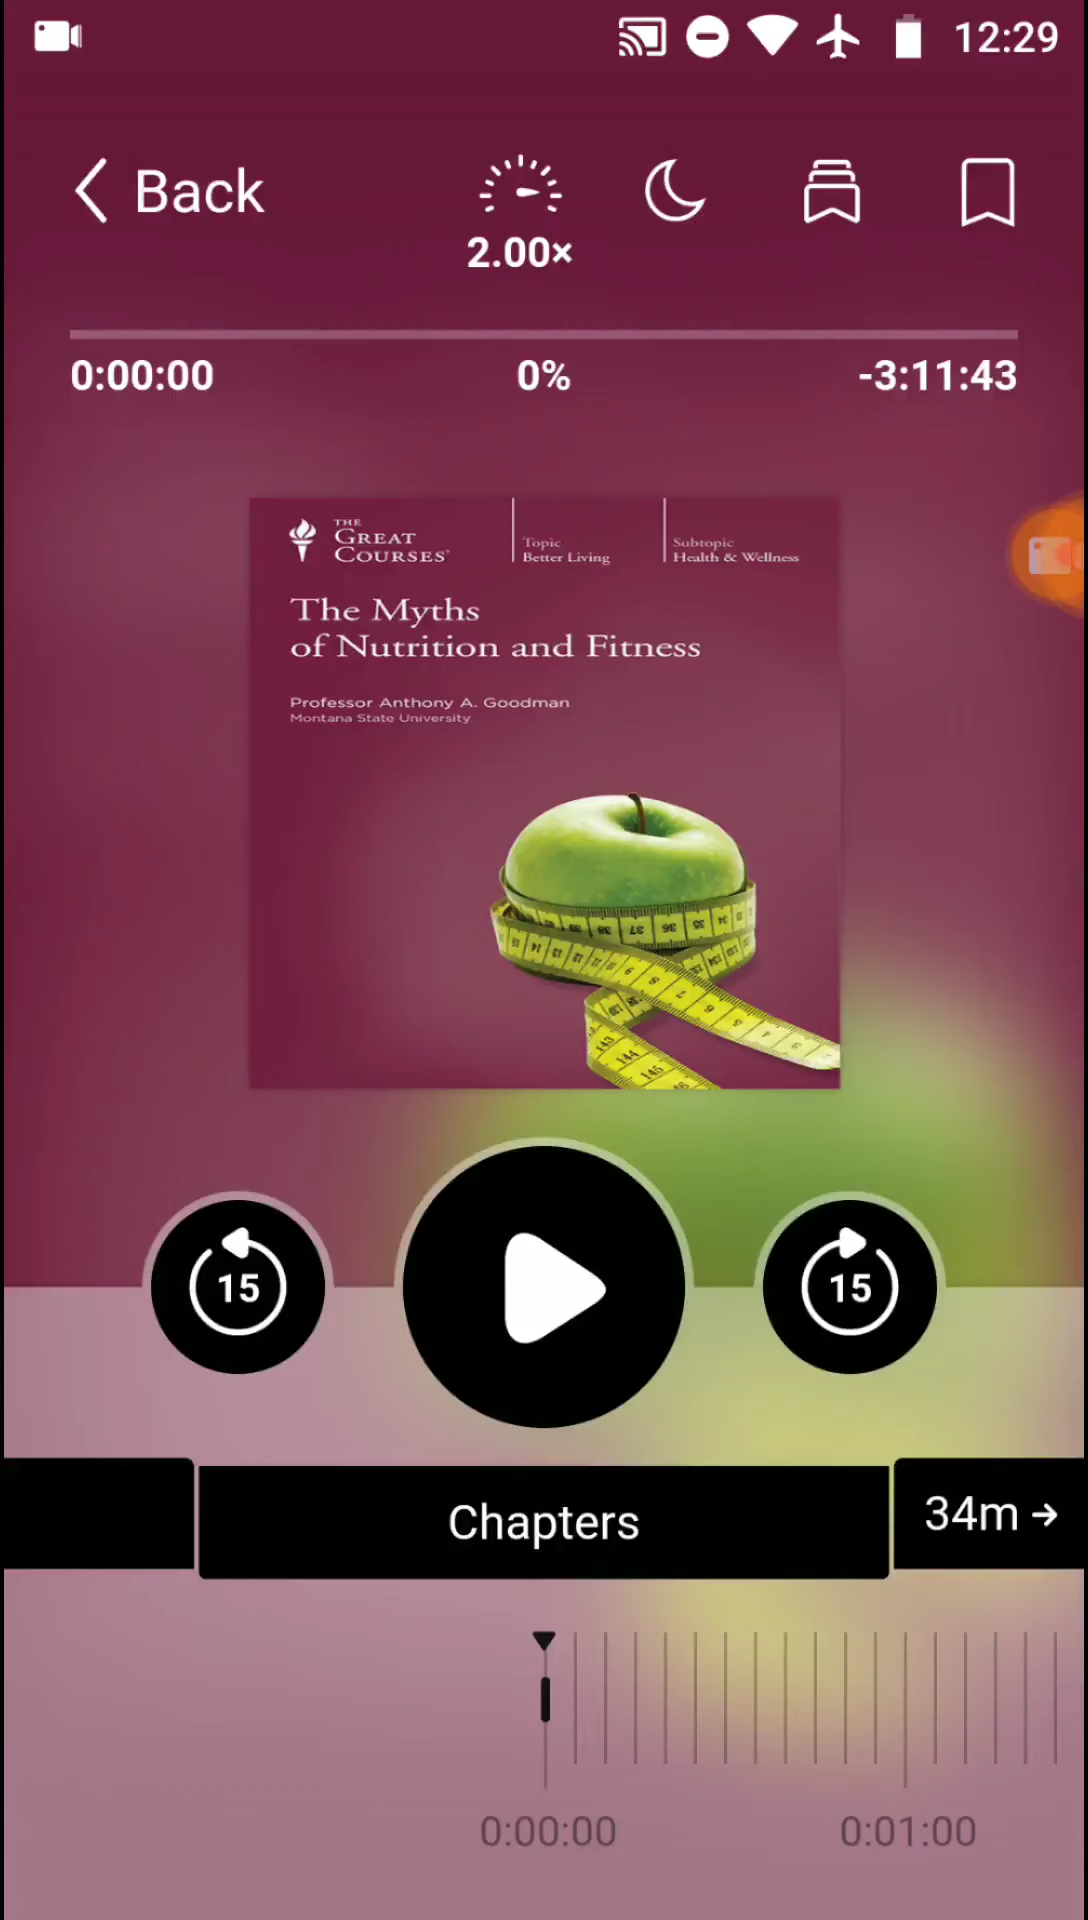 12:29
Back
2.00×
0:00:00 0% -3:11:43
THE
GREAT
COURSES
Topic
Better Living
Subtopic
Health & Wellness
The Myths
of Nutrition and Fitness
Professor Anthony A. Goodman
Montana State University
15
15
Chapters
34m →
0:00:00 0:01:00